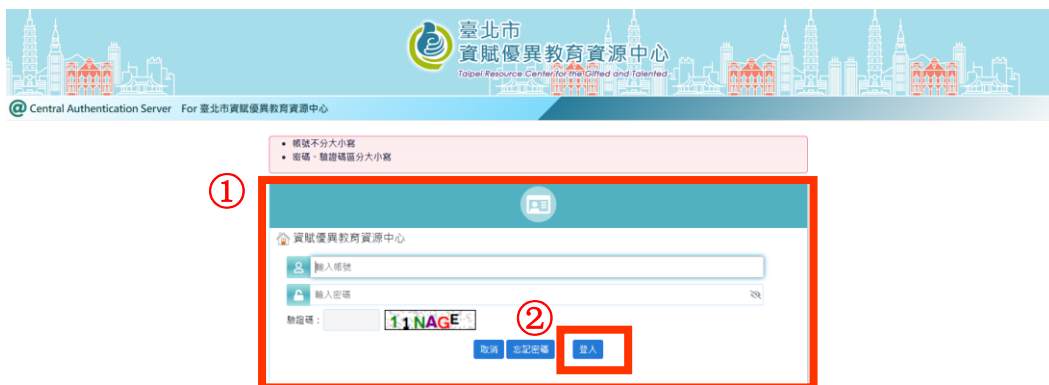 臺北市
資賦優異教育資源中心
Taipei Resource Center for the Gifted and Talented
@ Central Authentication Server For 臺北市資賦優異教育資源中心
• 帳號不分大小寫
• 密碼、驗證碼區分大小寫
①
資賦優異教育資源中心
輸入帳號
輸入密碼
驗證碼：
11NAGE
②
取消 忘記密碼 登入